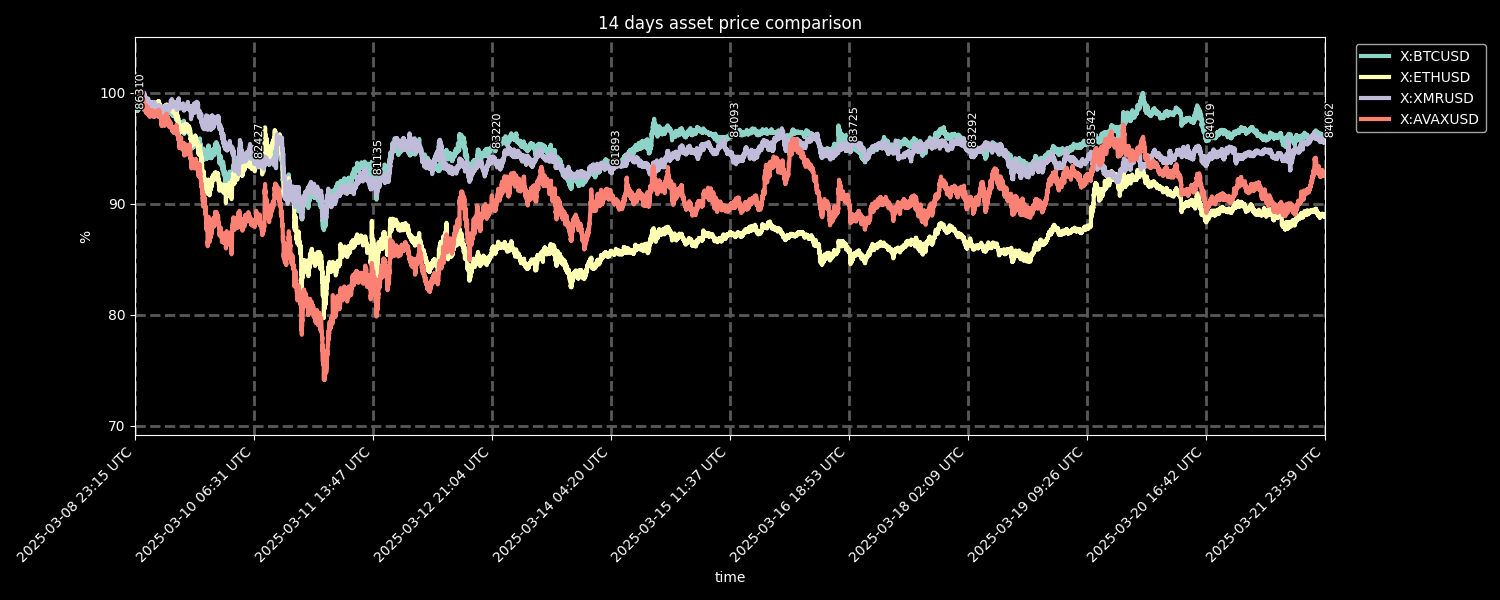 14 days asset price comparison
X:BTCUSD
X:ETHUSD
X:XMRUSD
X:AVAXUSD
100
90
80
70
%
86310
82427
81135
83220
81893
84093
83725
83292
83542
84019
84062
2025-03-08 23:15 UTC
2025-03-10 06:31 UTC
2025-03-11 13:47 UTC
2025-03-12 21:04 UTC
2025-03-14 04:20 UTC
2025-03-15 11:37 UTC
2025-03-16 18:53 UTC
2025-03-18 02:09 UTC
2025-03-19 09:26 UTC
2025-03-20 16:42 UTC
2025-03-21 23:59 UTC
time